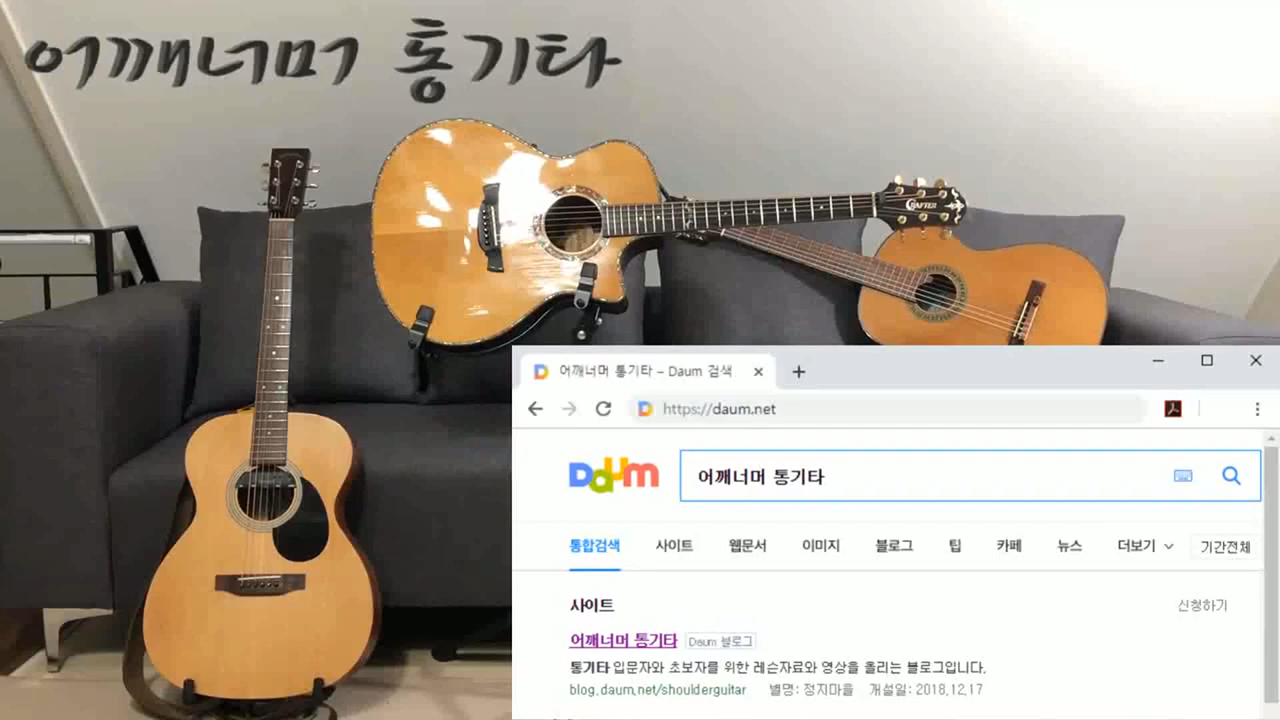 어깨너머 통기타
CRAFTER
어깨너머 통기타 – Daum 검색
https://daum.net
Daum
어깨너머 통기타
통합검색 사이트 웹문서 이미지 블로그 팁 카페 뉴스 더보기 기간전체
사이트 신청하기
어깨너머 통기타 Daum 블로그
통기타 입문자와 초보자를 위한 레슨자료와 영상을 올리는 블로그입니다.
blog.daum.net/shoulderguitar 별명: 정지마을 개설일: 2018.12.17